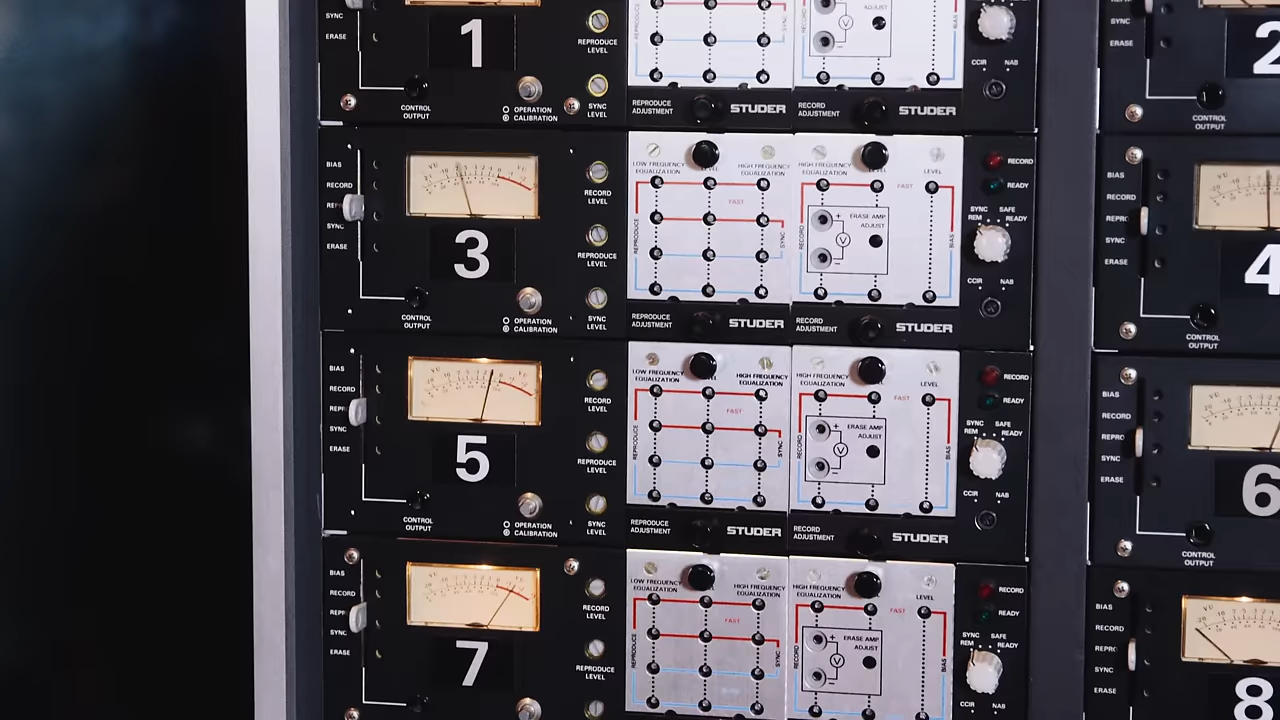 SYNC
ERASE
1
CONTROL
OUTPUT
OPERATION
CALIBRATION
REPRODUCE
LEVEL
SYNC
LEVEL
REPRODUCE
ADJUSTMENT
STUDER
ADJUST
V
RECORD
ADJUSTMENT
STUDER
CCIR NAB
SYNC
ERASE
2
CONTROL
OUTPUT
BIAS
RECORD
SYNC
ERASE
VU
3
CONTROL
OUTPUT
OPERATION
CALIBRATION
RECORD
LEVEL
REPRODUCE
LEVEL
SYNC
LEVEL
LOW FREQUENCY
EQUALIZATION
HIGH FREQUENCY
EQUALIZATION
FAST
REPRODUCE
SYNC
REPRODUCE
ADJUSTMENT
STUDER
HIGH FREQUENCY
EQUALIZATION
LEVEL
FAST
ERASE AMP
ADJUST
+
V
−
RECORD
BIAS
RECORD
ADJUSTMENT
STUDER
RECORD
READY
SYNC SAFE
REM READY
CCIR NAB
BIAS
RECORD
REPRO
SYNC
ERASE
4
CONTROL
OUTPUT
BIAS
RECORD
REPRO
SYNC
ERASE
VU
5
CONTROL
OUTPUT
OPERATION
CALIBRATION
RECORD
LEVEL
REPRODUCE
LEVEL
SYNC
LEVEL
LOW FREQUENCY
EQUALIZATION
HIGH FREQUENCY
EQUALIZATION
FAST
REPRODUCE
SYNC
REPRODUCE
ADJUSTMENT
STUDER
HIGH FREQUENCY
EQUALIZATION
LEVEL
FAST
ERASE AMP
ADJUST
+
V
−
RECORD
BIAS
RECORD
ADJUSTMENT
STUDER
RECORD
READY
SYNC SAFE
REM READY
CCIR NAB
BIAS
RECORD
REPRO
SYNC
ERASE
6
CONTROL
OUTPUT
BIAS
RECORD
REPRO
SYNC
ERASE
VU
7
RECORD
LEVEL
REPRODUCE
LEVEL
LOW FREQUENCY
EQUALIZATION
HIGH FREQUENCY
EQUALIZATION
FAST
REPRODUCE
SYNC
HIGH FREQUENCY
EQUALIZATION
LEVEL
FAST
ERASE AMP
ADJUST
+
V
−
RECORD
BIAS
RECORD
READY
SYNC SAFE
REM READY
CCIR NAB
BIAS
RECORD
REPRO
SYNC
ERASE
VU
8